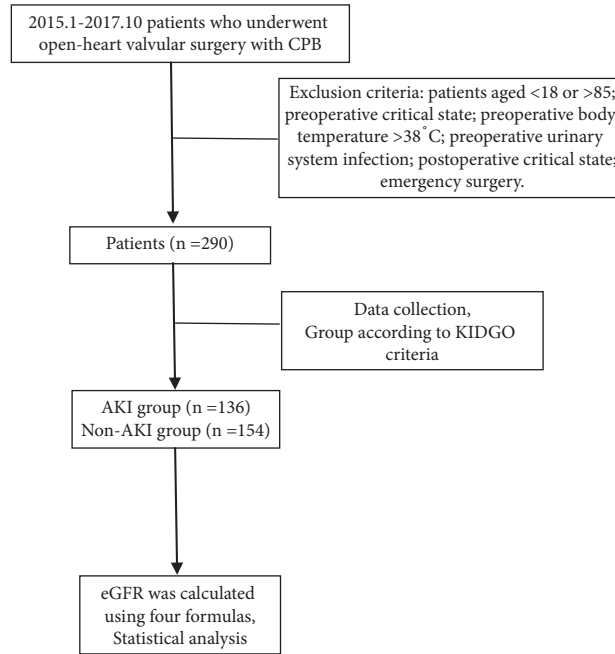 2015.1-2017.10 patients who underwent
open-heart valvular surgery with CPB
Exclusion criteria: patients aged <18 or >85;
preoperative critical state; preoperative body
temperature >38°C; preoperative urinary
system infection; postoperative critical state;
emergency surgery.
Patients (n =290)
Data collection,
Group according to KIDGO
criteria
AKI group (n =136)
Non-AKI group (n =154)
eGFR was calculated
using four formulas,
Statistical analysis